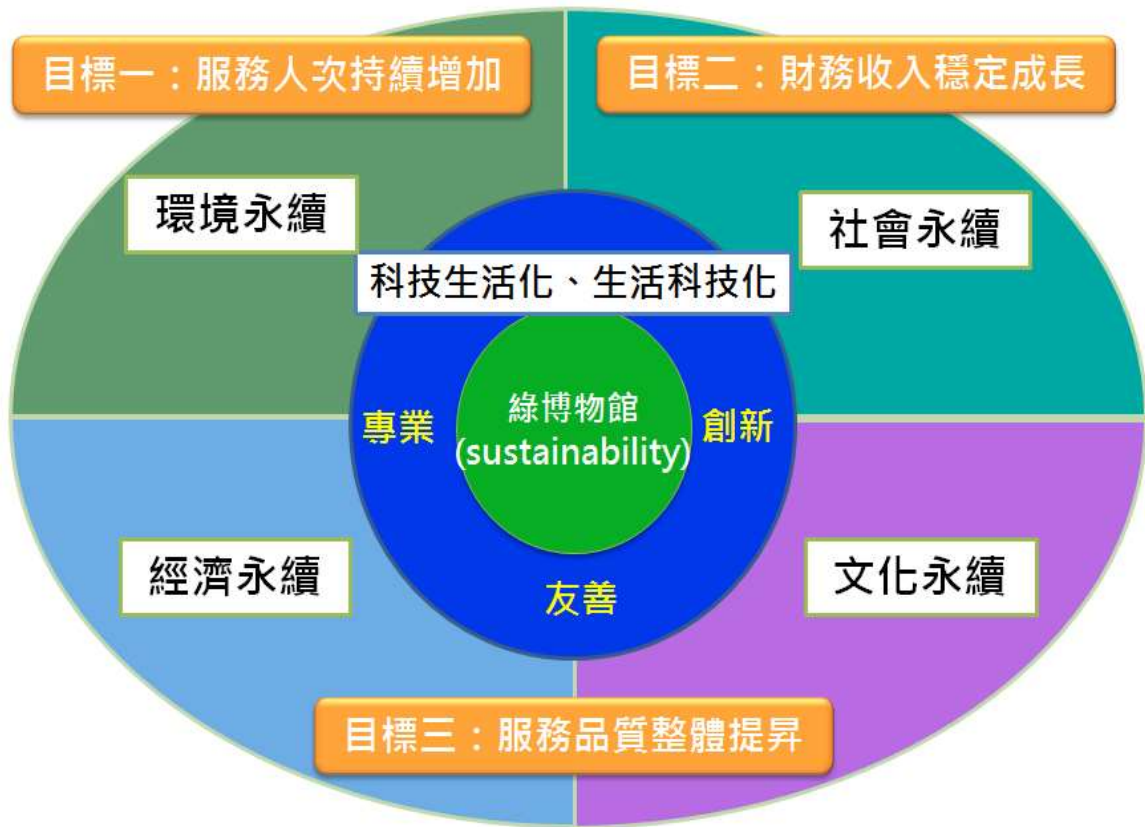 目標一：服務人次持續增加
目標二：財務收入穩定成長
環境永續
社會永續
科技生活化、生活科技化
專業
綠博物館
(sustainability)
創新
經濟永續
文化永續
友善
目標三：服務品質整體提昇